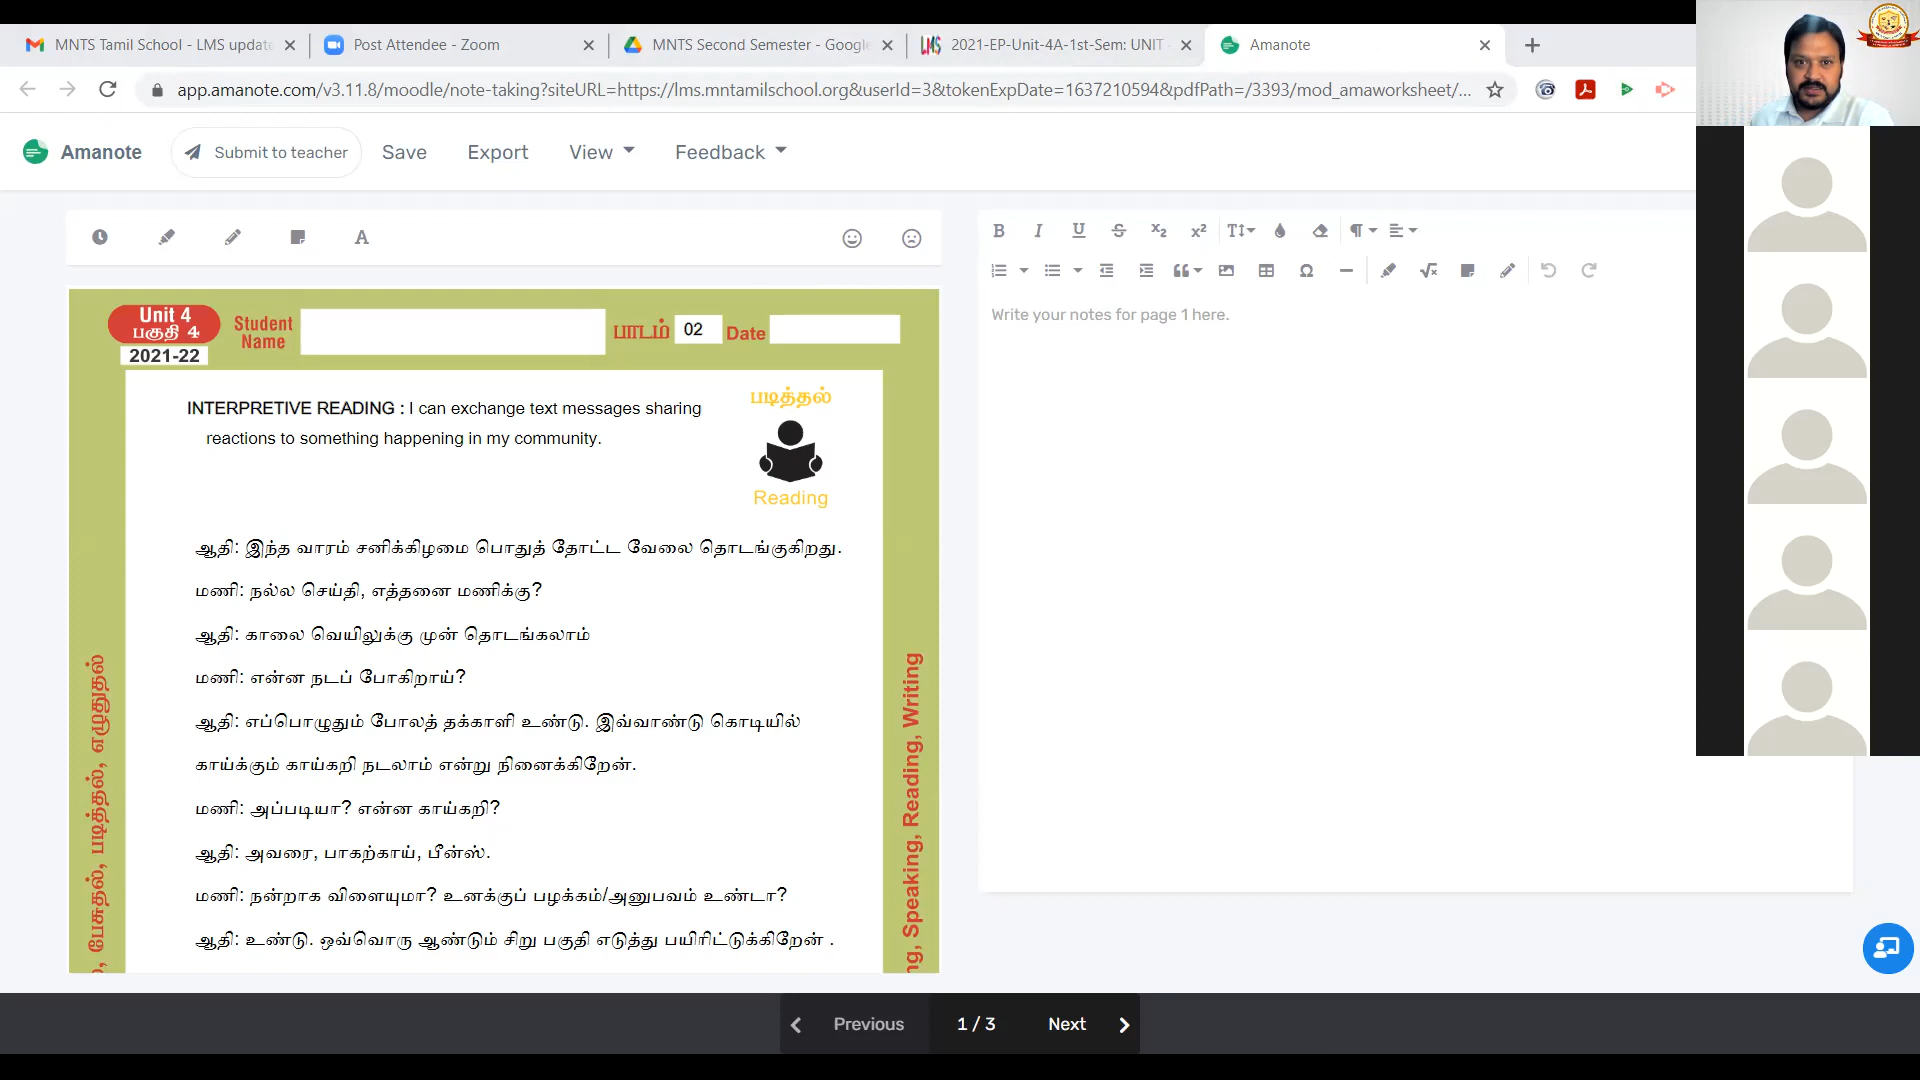 MNTS Tamil School - LMS update
Post Attendee - Zoom
MNTS Second Semester - Google
LMS
2021-EP-Unit-4A-1st-Sem: UNIT
Amanote
app.amanote.com/v3.11.8/moodle/note-taking?siteURL=https://lms.mntamilschool.org&userId=3&tokenExpDate=1637210594&pdfPath=/3393/mod_amaworksheet/...
Amanote
Submit to teacher
Save
Export
View
Feedback
Unit 4
பகுதி 4
2021-22
Student
Name
பாடம் 02 Date
INTERPRETIVE READING : I can exchange text messages sharing
reactions to something happening in my community.
படித்தல்
Reading
ஆதி: இந்த வாரம் சனிக்கிழமை பொதுத் தோட்ட வேலை தொடங்குகிறது.
மணி: நல்ல செய்தி, எத்தனை மணிக்கு?
ஆதி: காலை வெயிலுக்கு முன் தொடங்கலாம்
மணி: என்ன நடப் போகிறாய்?
ஆதி: எப்பொழுதும் போலத் தக்காளி உண்டு. இவ்வாண்டு கொடியில்
காய்க்கும் காய்கறி நடலாம் என்று நினைக்கிறேன்.
மணி: அப்படியா? என்ன காய்கறி?
ஆதி: அவரை, பாகற்காய், பீன்ஸ்.
மணி: நன்றாக விளையுமா? உனக்குப் பழக்கம்/அனுபவம் உண்டா?
ஆதி: உண்டு. ஒவ்வொரு ஆண்டும் சிறு பகுதி எடுத்து பயிரிட்டுக்கிறேன் .
பேசுதல், படித்தல், எழுதுதல்
Speaking, Reading, Writing
Write your notes for page 1 here.
Previous
1 / 3
Next